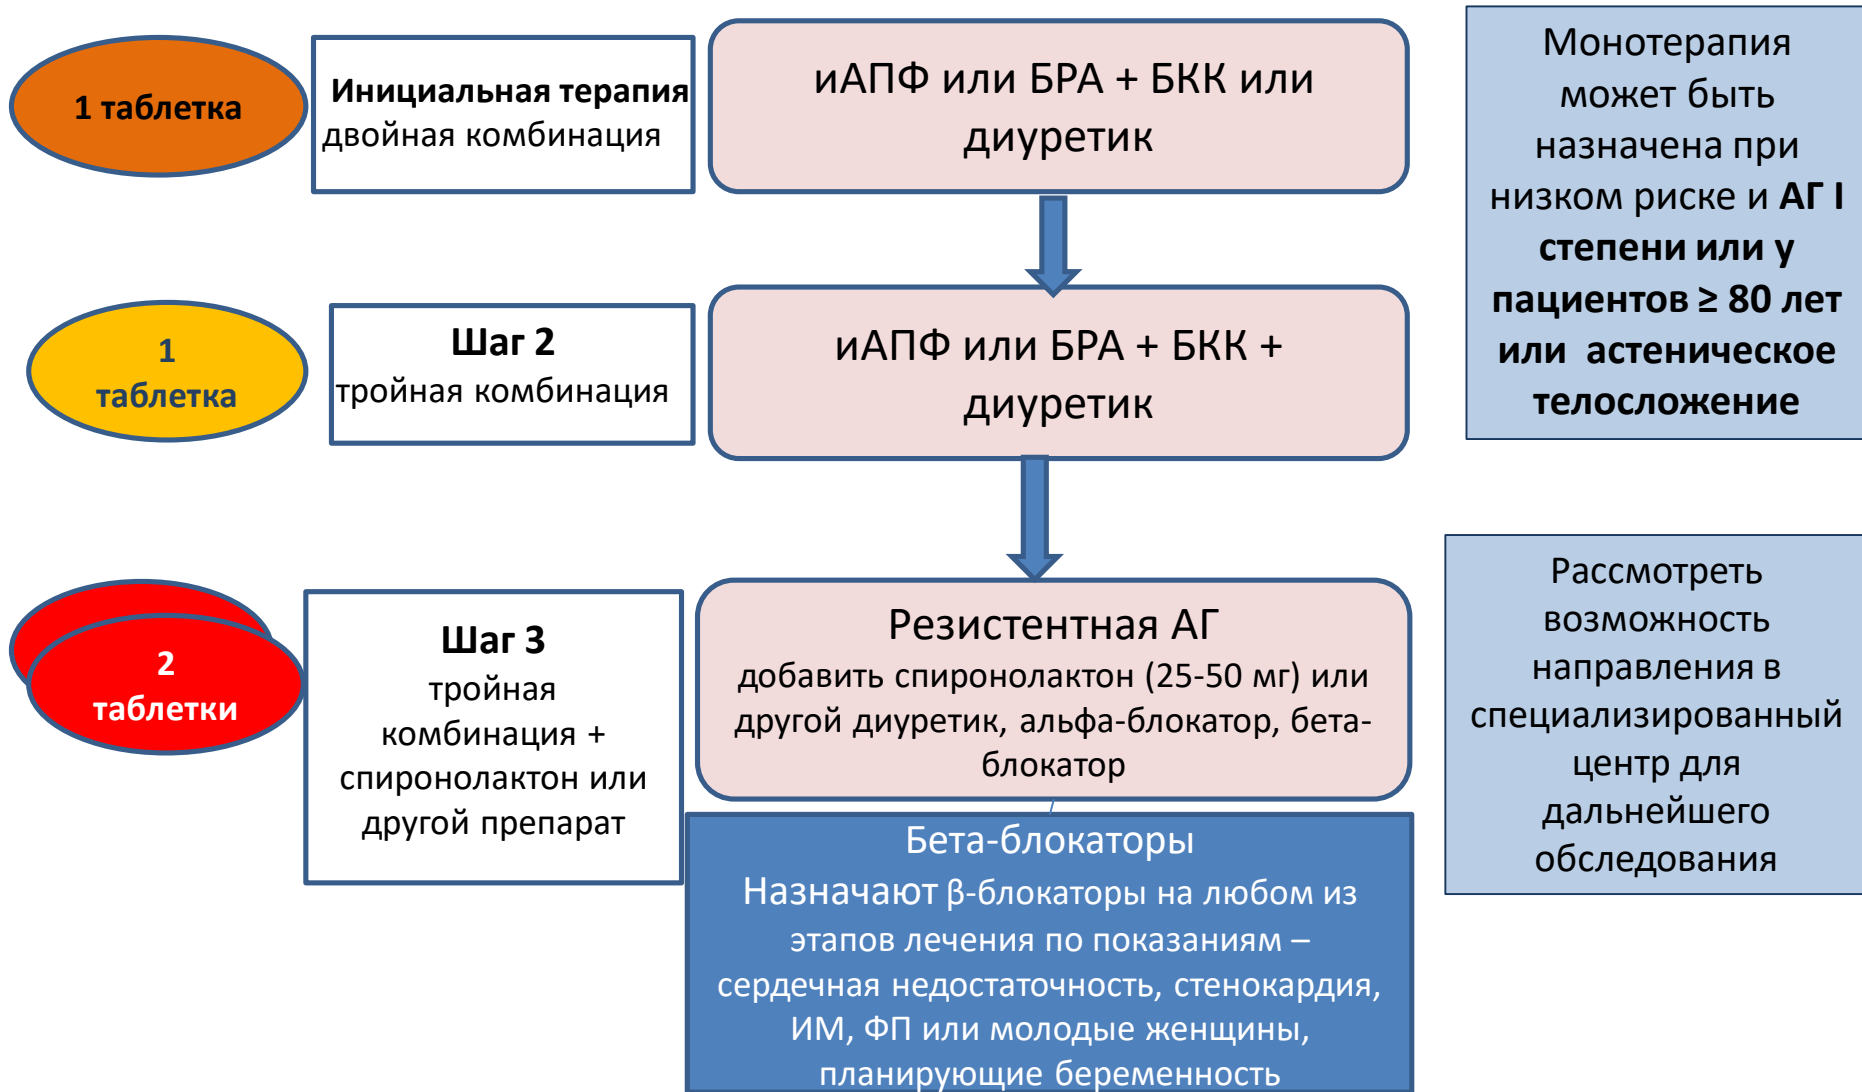 1 таблетка
Инициальная терапия
двойная комбинация
иАПФ или БРА + БКК или
диуретик
Монотерапия
может быть
назначена при
низком риске и АГ I
степени или у
пациентов ≥ 80 лет
или астеническое
телосложение
1
таблетка
Шаг 2
тройная комбинация
иАПФ или БРА + БКК +
диуретик
2
таблетки
Шаг 3
тройная
комбинация +
спиронолактон или
другой препарат
Резистентная АГ
добавить спиронолактон (25-50 мг) или
другой диуретик, альфа-блокатор, бета-
блокатор
Рассмотреть
возможность
направления в
специализированный
центр для
дальнейшего
обследования
Бета-блокаторы
Назначают β-блокаторы на любом из
этапов лечения по показаниям –
сердечная недостаточность, стенокардия,
ИМ, ФП или молодые женщины,
планирующие беременность